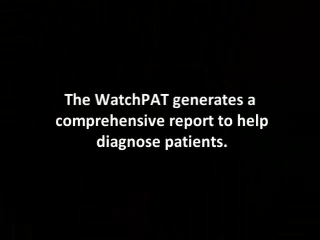 The WatchPAT generates a
comprehensive report to help
diagnose patients.